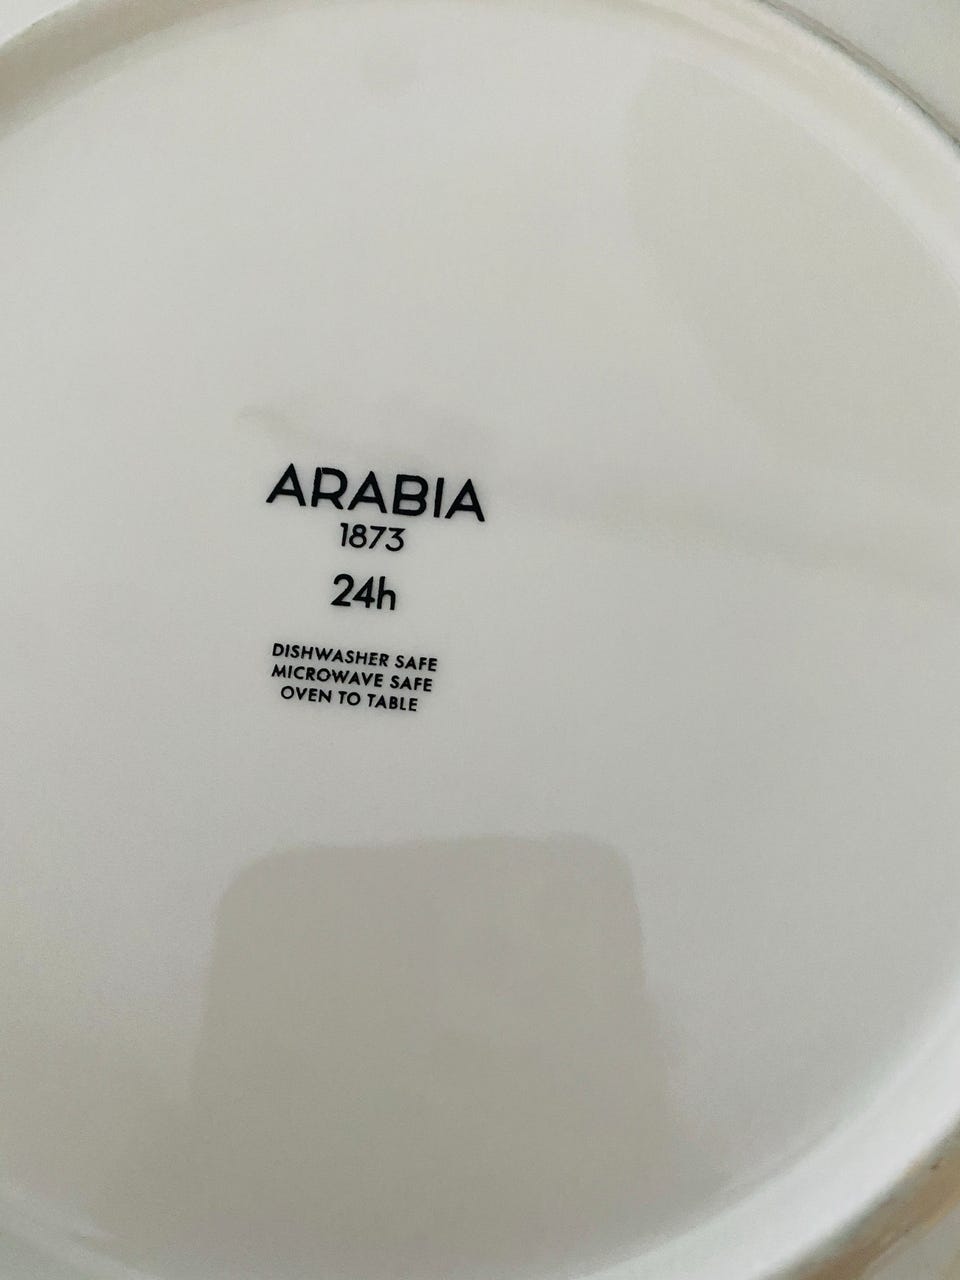 ARABIA
1873
24h
DISHWASHER SAFE
MICROWAVE SAFE
OVEN TO TABLE